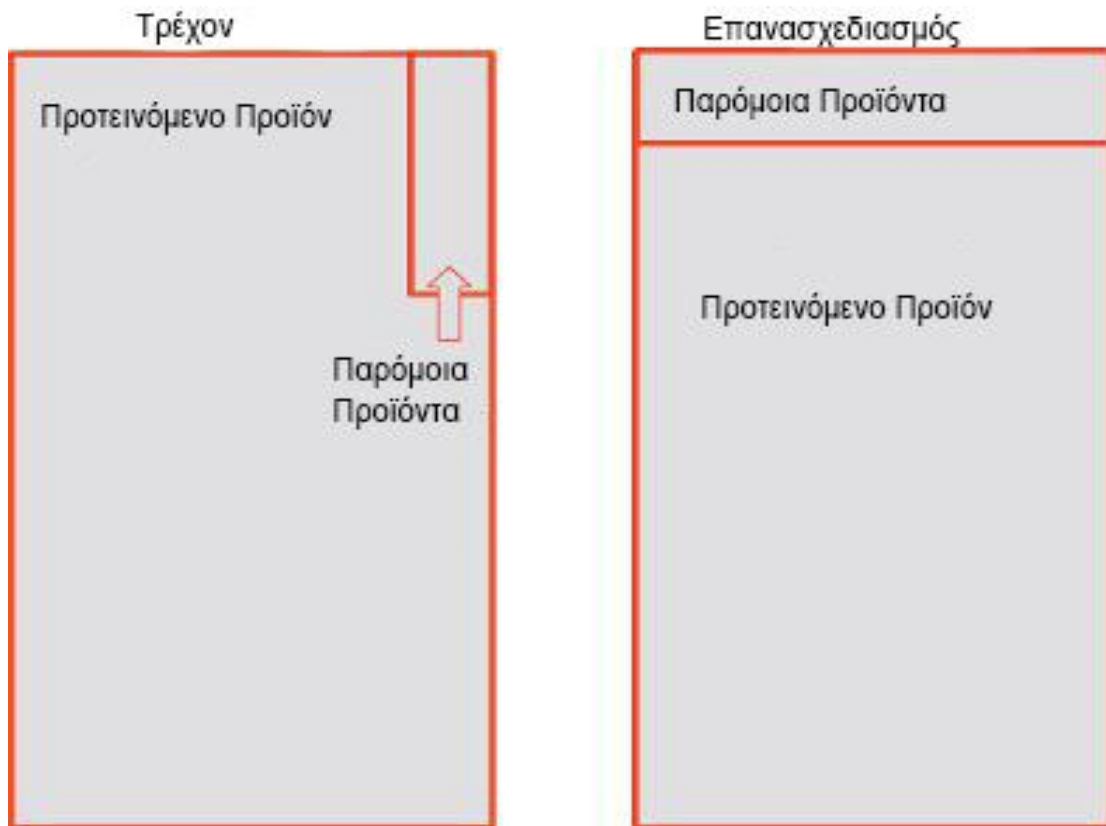 Τρέχον
Προτεινόμενο Προϊόν
Παρόμοια
Προϊόντα
Επανασχεδιασμός
Παρόμοια Προϊόντα
Προτεινόμενο Προϊόν